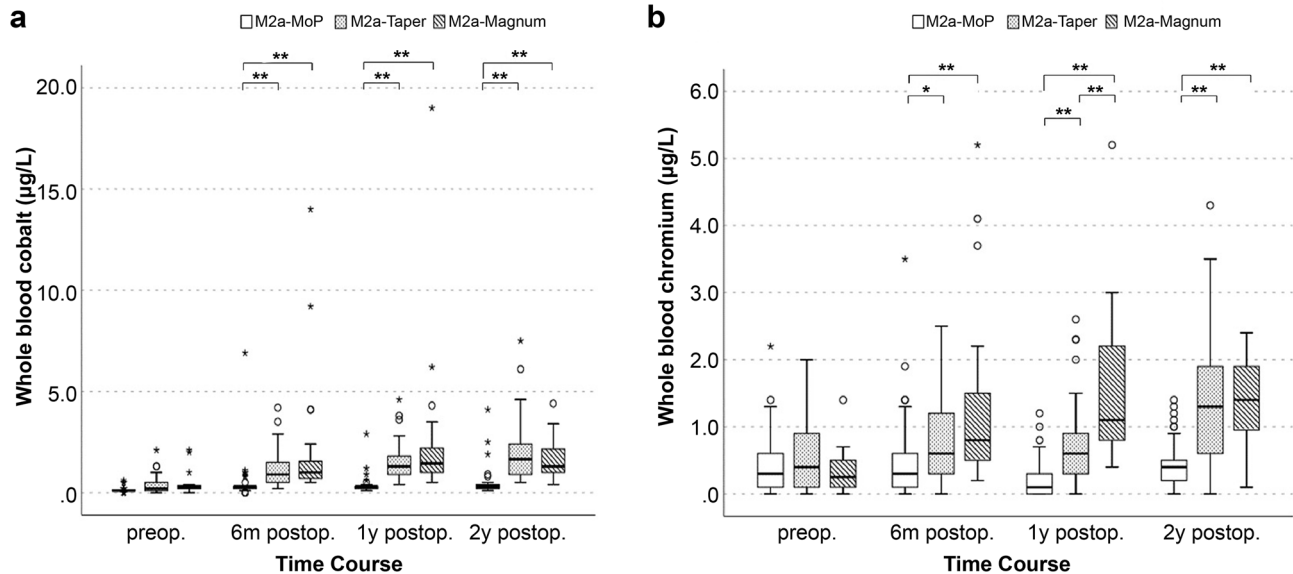 a
M2a-MoP M2a-Taper M2a-Magnum
** ** **
** ** **
20.0
15.0
10.0
5.0
.0
Whole blood cobalt (μg/L)
preop. 6m postop. 1y postop. 2y postop.
Time Course
b
M2a-MoP M2a-Taper M2a-Magnum
** ** **
* ** **
**
6.0
5.0
4.0
3.0
2.0
1.0
.0
Whole blood chromium (μg/L)
preop. 6m postop. 1y postop. 2y postop.
Time Course